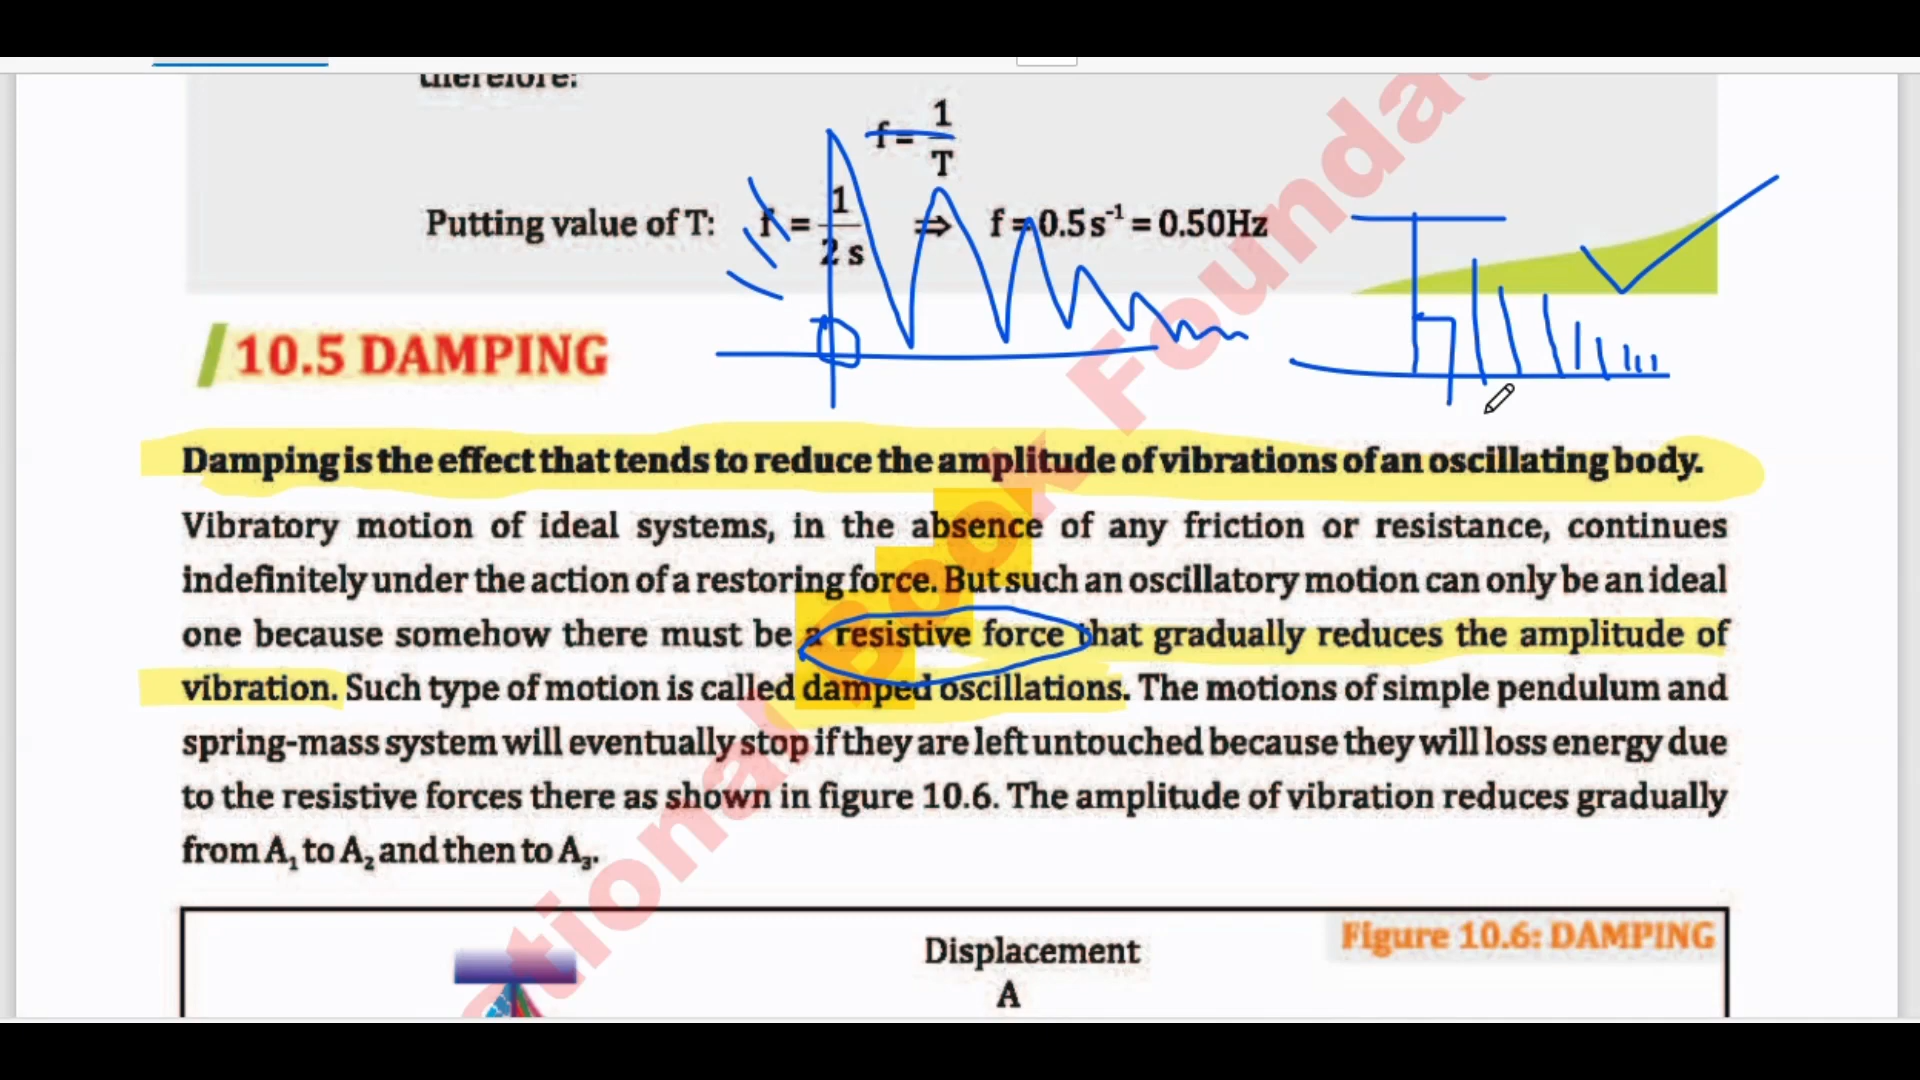 therefore:
f = 1/T
Putting value of T: f = 1/2 s ⇒ f = 0.5 s⁻¹ = 0.50Hz
10.5 DAMPING
Damping is the effect that tends to reduce the amplitude of vibrations of an oscillating body.
Vibratory motion of ideal systems, in the absence of any friction or resistance, continues
indefinitely under the action of a restoring force. But such an oscillatory motion can only be an ideal
one because somehow there must be a resistive force that gradually reduces the amplitude of
vibration. Such type of motion is called damped oscillations. The motions of simple pendulum and
spring-mass system will eventually stop if they are left untouched because they will loss energy due
to the resistive forces there as shown in figure 10.6. The amplitude of vibration reduces gradually
from A₁ to A₂ and then to A₃.
Figure 10.6: DAMPING
Displacement
A
ational Book Foundat